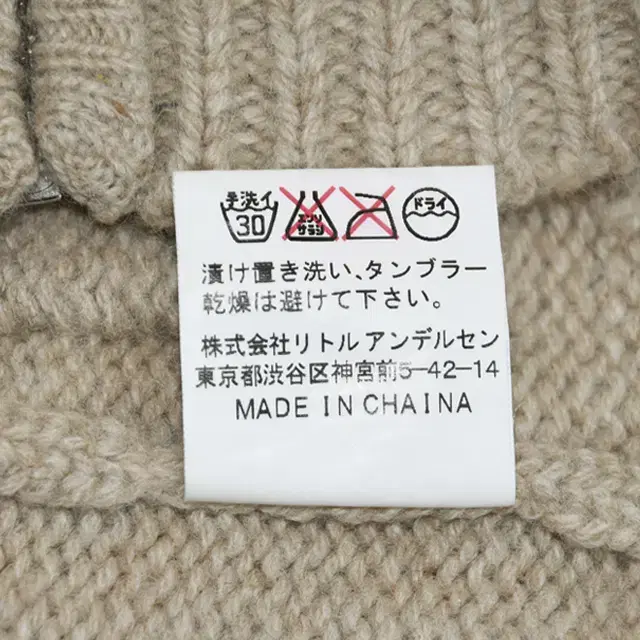 手洗イ 30 エンソ サラシ ドライ
漬け置き洗い、タンブラー
乾燥は避けて下さい。
株式会社リトルアンデルセン
東京都渋谷区神宮前5-42-14
MADE IN CHAINA